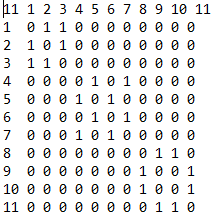 11 1 2 3 4 5 6 7 8 9 10 11
1 0 1 1 0 0 0 0 0 0 0 0
2 1 0 1 0 0 0 0 0 0 0 0
3 1 1 0 0 0 0 0 0 0 0 0
4 0 0 0 0 1 0 1 0 0 0 0
5 0 0 0 1 0 1 0 0 0 0 0
6 0 0 0 0 1 0 1 0 0 0 0
7 0 0 0 1 0 1 0 0 0 0 0
8 0 0 0 0 0 0 0 0 1 1 0
9 0 0 0 0 0 0 0 1 0 0 1
10 0 0 0 0 0 0 0 1 0 0 1
11 0 0 0 0 0 0 0 0 1 1 0